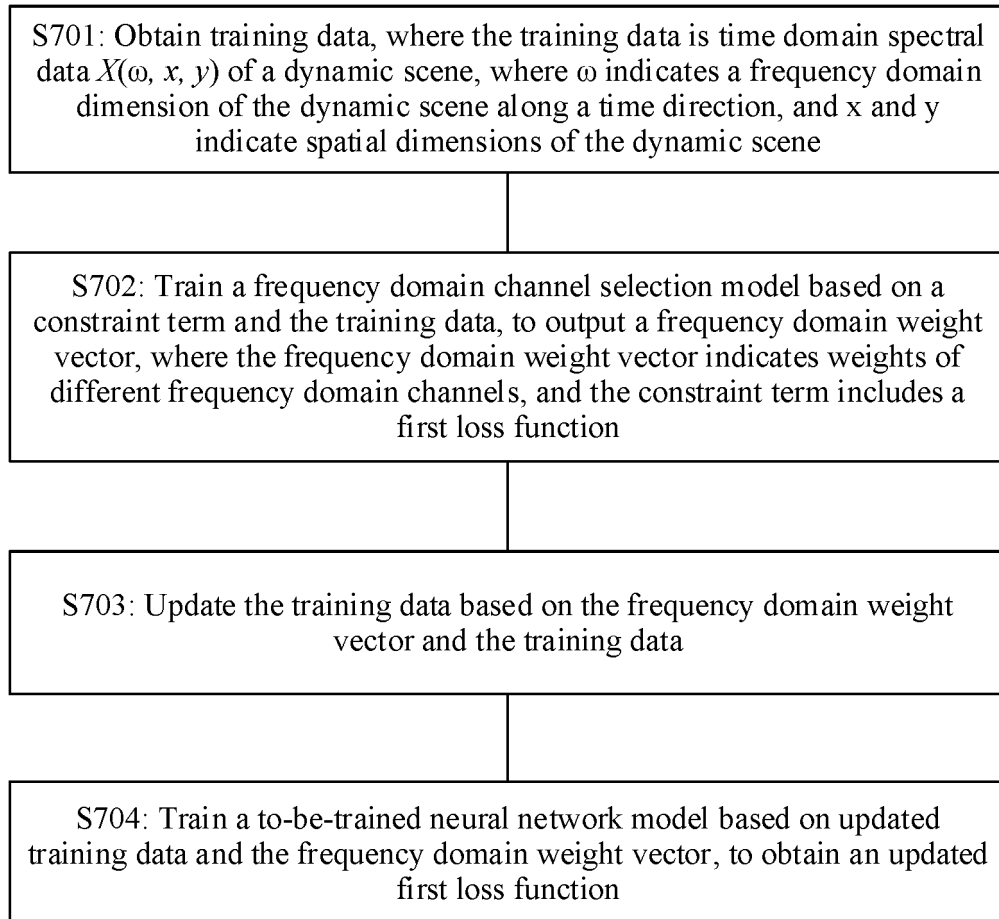 S701: Obtain training data, where the training data is time domain spectral
data X(ω, x, y) of a dynamic scene, where ω indicates a frequency domain
dimension of the dynamic scene along a time direction, and x and y
indicate spatial dimensions of the dynamic scene
S702: Train a frequency domain channel selection model based on a
constraint term and the training data, to output a frequency domain weight
vector, where the frequency domain weight vector indicates weights of
different frequency domain channels, and the constraint term includes a
first loss function
S703: Update the training data based on the frequency domain weight
vector and the training data
S704: Train a to-be-trained neural network model based on updated
training data and the frequency domain weight vector, to obtain an updated
first loss function